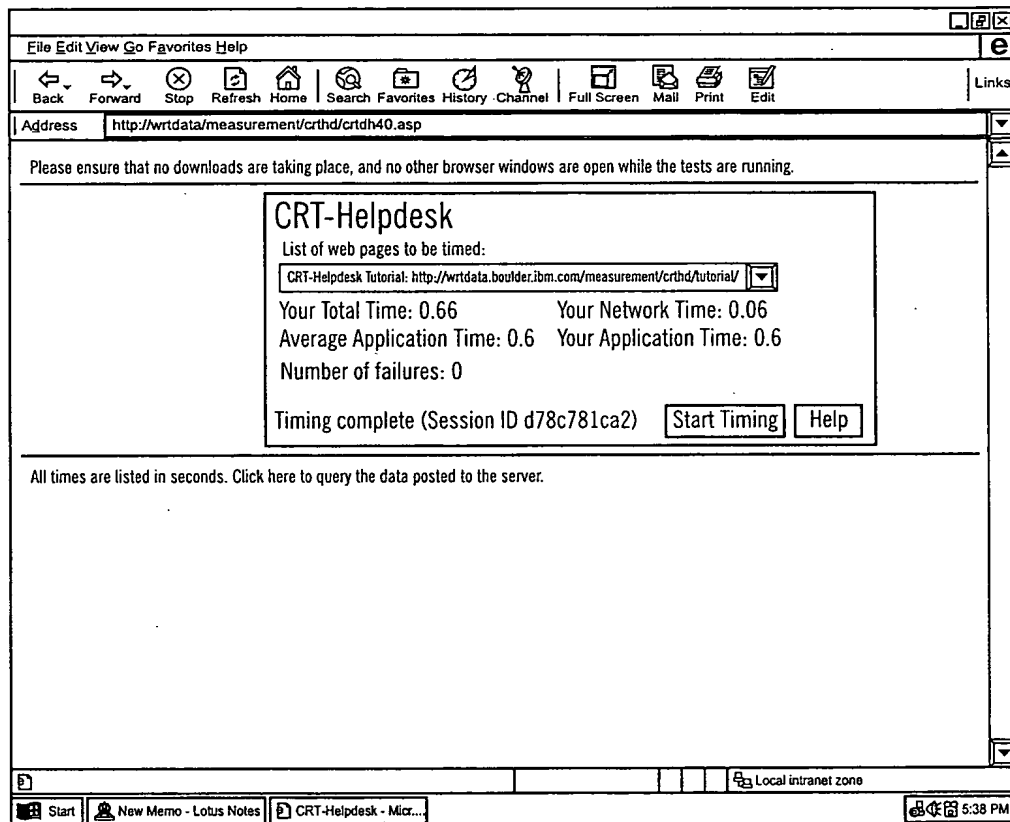 File Edit View Go Favorites Help
e
Back Forward Stop Refresh Home Search Favorites History Channel Full Screen Mail Print Edit Links
Address http://wrtdata/measurement/crthd/crtdh40.asp
Please ensure that no downloads are taking place, and no other browser windows are open while the tests are running.
CRT-Helpdesk
List of web pages to be timed:
CRT-Helpdesk Tutorial: http://wrtdata.boulder.ibm.com/measurement/crthd/tutorial/
Your Total Time: 0.66 Your Network Time: 0.06
Average Application Time: 0.6 Your Application Time: 0.6
Number of failures: 0
Timing complete (Session ID d78c781ca2) Start Timing Help
All times are listed in seconds. Click here to query the data posted to the server.
Local intranet zone
Start New Memo - Lotus Notes CRT-Helpdesk - Micr.... 5:38 PM